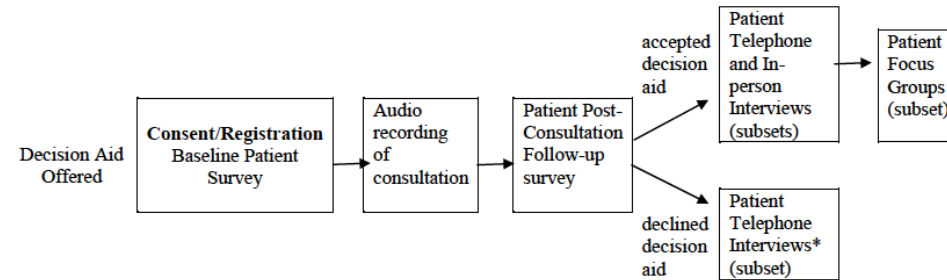 Decision Aid
Offered
Consent/Registration
Baseline Patient
Survey
Audio
recording
of
consultation
Patient Post-
Consultation
Follow-up
survey
accepted
decision
aid
Patient
Telephone
and In-
person
Interviews
(subsets)
Patient
Focus
Groups
(subset)
declined
decision
aid
Patient
Telephone
Interviews*
(subset)